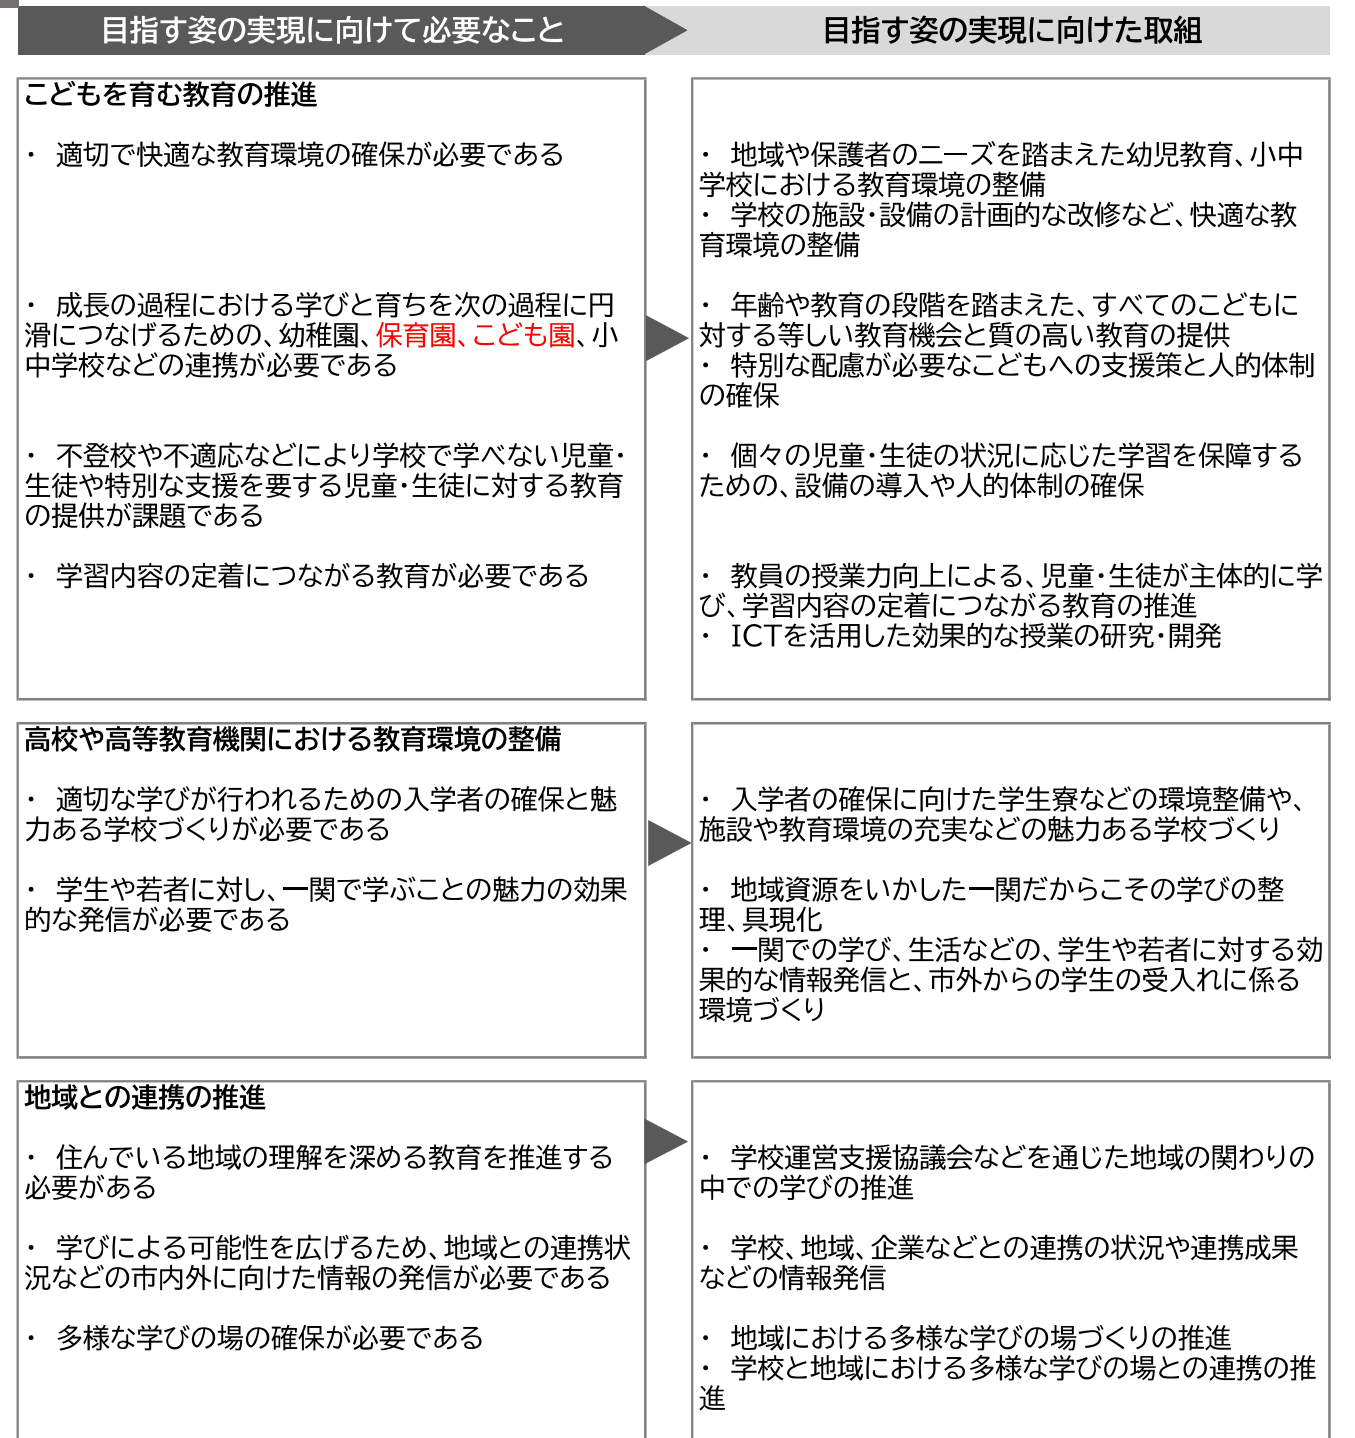 目指す姿の実現に向けて必要なこと
目指す姿の実現に向けた取組
こどもを育む教育の推進
・ 適切で快適な教育環境の確保が必要である
・ 成長の過程における学びと育ちを次の過程に円
滑につなげるための、幼稚園、保育園、こども園、小
中学校などの連携が必要である
・ 不登校や不適応などにより学校で学べない児童・
生徒や特別な支援を要する児童・生徒に対する教育
の提供が課題である
・ 学習内容の定着につながる教育が必要である
・ 地域や保護者のニーズを踏まえた幼児教育、小中
学校における教育環境の整備
・ 学校の施設・設備の計画的な改修など、快適な教
育環境の整備
・ 年齢や教育の段階を踏まえた、すべてのこどもに
対する等しい教育機会と質の高い教育の提供
・ 特別な配慮が必要なこどもへの支援策と人的体制
の確保
・ 個々の児童・生徒の状況に応じた学習を保障する
ための、設備の導入や人的体制の確保
・ 教員の授業力向上による、児童・生徒が主体的に学
び、学習内容の定着につながる教育の推進
・ ICTを活用した効果的な授業の研究・開発
高校や高等教育機関における教育環境の整備
・ 適切な学びが行われるための入学者の確保と魅
力ある学校づくりが必要である
・ 学生や若者に対し、一関で学ぶことの魅力の効果
的な発信が必要である
・ 入学者の確保に向けた学生寮などの環境整備や、
施設や教育環境の充実などの魅力ある学校づくり
・ 地域資源をいかした一関だからこその学びの整
理、具現化
・ 一関での学び、生活などの、学生や若者に対する効
果的な情報発信と、市外からの学生の受入れに係る
環境づくり
地域との連携の推進
・ 住んでいる地域の理解を深める教育を推進する
必要がある
・ 学びによる可能性を広げるため、地域との連携状
況などの市内外に向けた情報の発信が必要である
・ 多様な学びの場の確保が必要である
・ 学校運営支援協議会などを通じた地域の関わりの
中での学びの推進
・ 学校、地域、企業などとの連携の状況や連携成果
などの情報発信
・ 地域における多様な学びの場づくりの推進
・ 学校と地域における多様な学びの場との連携の推
進